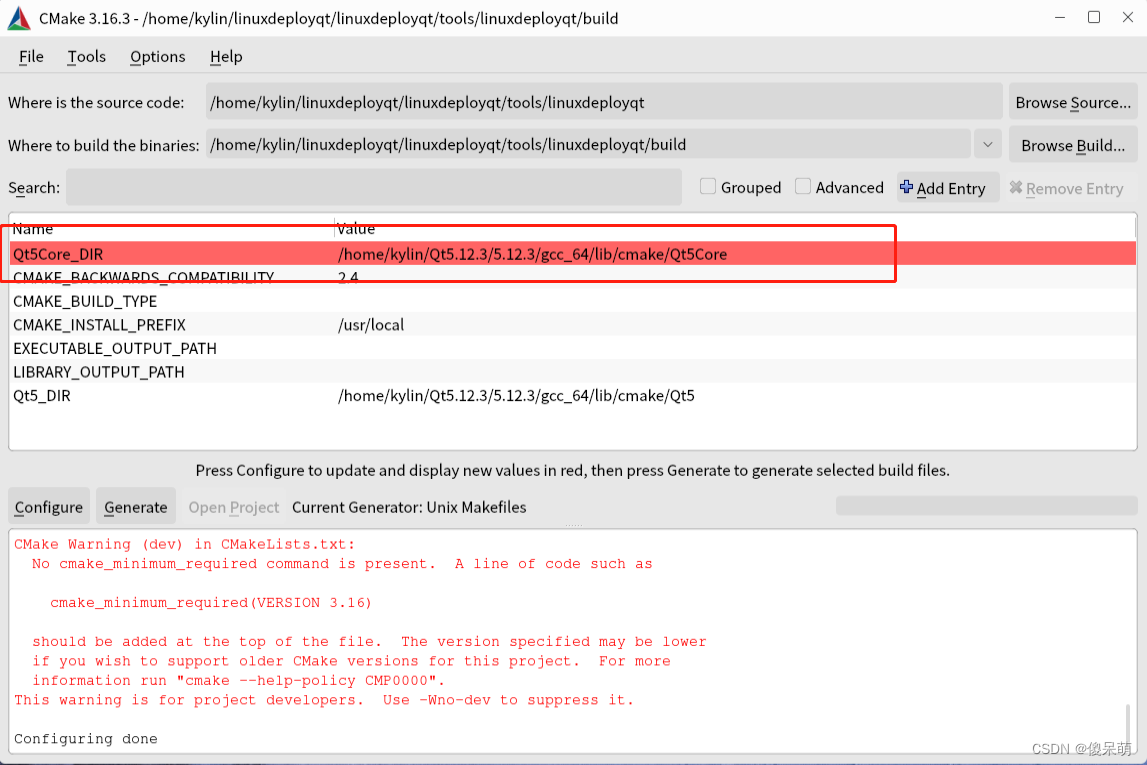 CMake 3.16.3 - /home/kylin/linuxdeployqt/linuxdeployqt/tools/linuxdeployqt/build
File Tools Options Help
Where is the source code: /home/kylin/linuxdeployqt/linuxdeployqt/tools/linuxdeployqt Browse Source...
Where to build the binaries: /home/kylin/linuxdeployqt/linuxdeployqt/tools/linuxdeployqt/build Browse Build...
Search: Grouped Advanced Add Entry Remove Entry
Name Value
Qt5Core_DIR /home/kylin/Qt5.12.3/5.12.3/gcc_64/lib/cmake/Qt5Core
CMAKE_BACKWARDS_COMPATIBILITY 2.4
CMAKE_BUILD_TYPE
CMAKE_INSTALL_PREFIX /usr/local
EXECUTABLE_OUTPUT_PATH
LIBRARY_OUTPUT_PATH
Qt5_DIR /home/kylin/Qt5.12.3/5.12.3/gcc_64/lib/cmake/Qt5
Press Configure to update and display new values in red, then press Generate to generate selected build files.
Configure Generate Open Project Current Generator: Unix Makefiles
CMake Warning (dev) in CMakeLists.txt:
No cmake_minimum_required command is present. A line of code such as
cmake_minimum_required(VERSION 3.16)
should be added at the top of the file. The version specified may be lower
if you wish to support older CMake versions for this project. For more
information run "cmake --help-policy CMP0000".
This warning is for project developers. Use -Wno-dev to suppress it.
Configuring done
CSDN @傻呆萌